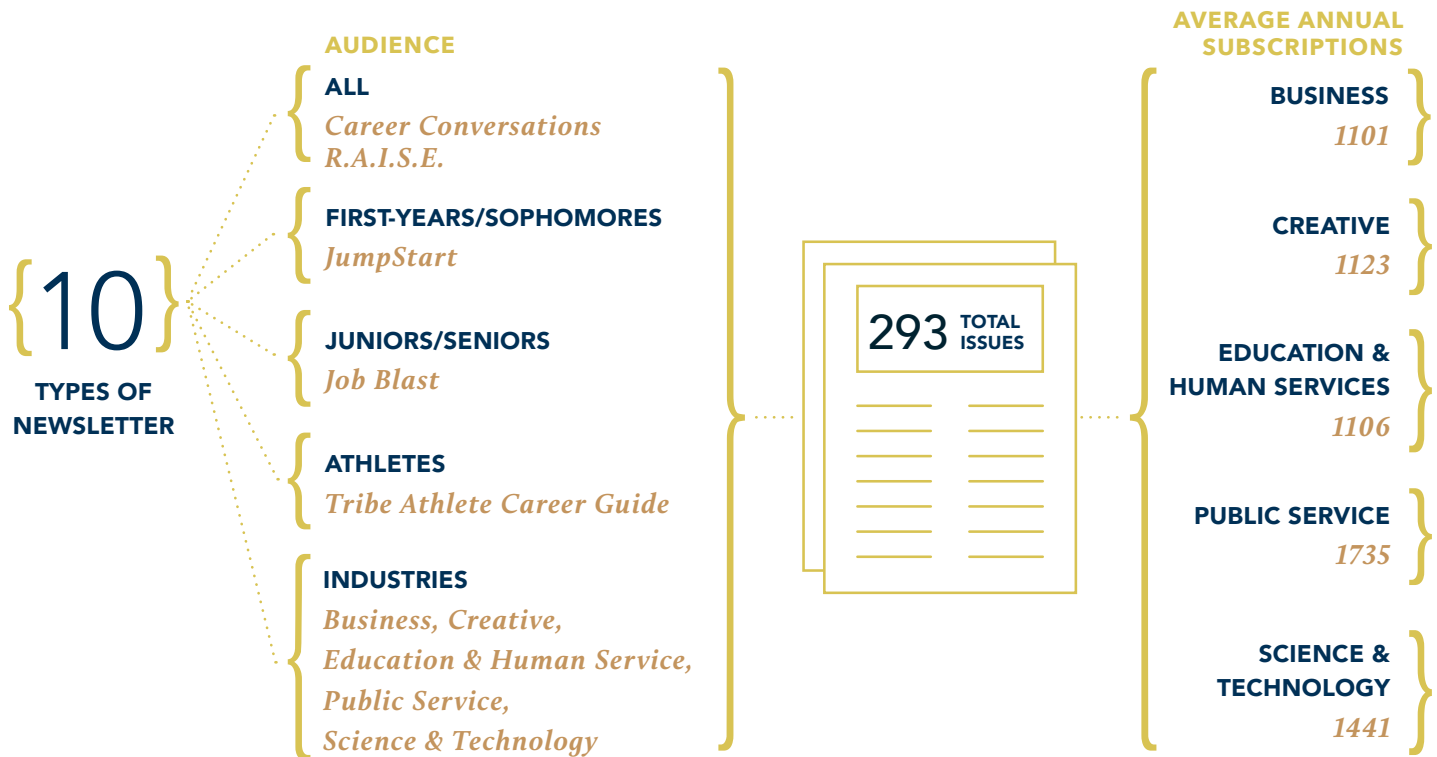 {10}
TYPES OF
NEWSLETTER
AUDIENCE
ALL
Career Conversations
R.A.I.S.E.
FIRST-YEARS/SOPHOMORES
JumpStart
JUNIORS/SENIORS
Job Blast
ATHLETES
Tribe Athlete Career Guide
INDUSTRIES
Business, Creative,
Education & Human Service,
Public Service,
Science & Technology
293 TOTAL
ISSUES
AVERAGE ANNUAL
SUBSCRIPTIONS
BUSINESS
1101
CREATIVE
1123
EDUCATION &
HUMAN SERVICES
1106
PUBLIC SERVICE
1735
SCIENCE &
TECHNOLOGY
1441